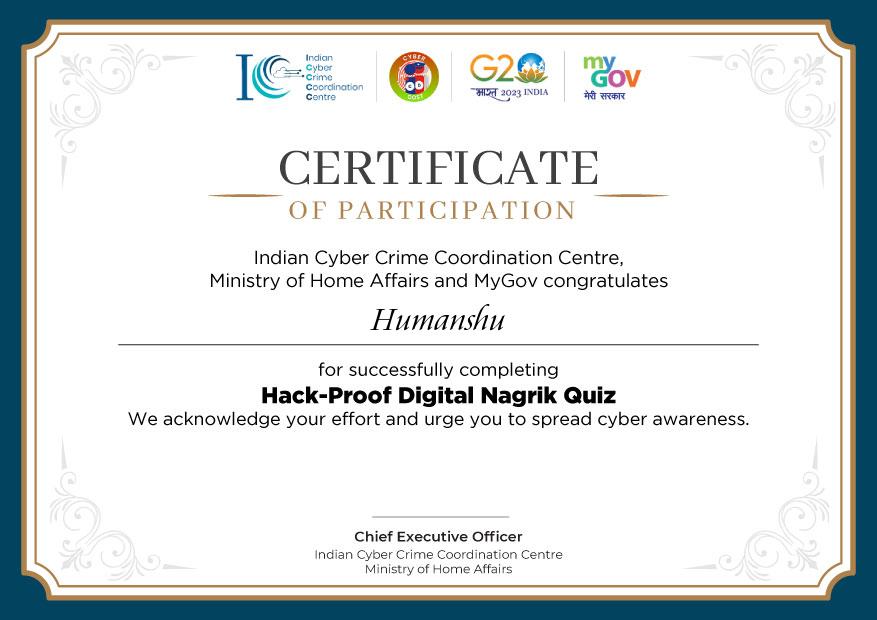 Indian
Cyber
Crime
Coordination
Centre
CYBER
DOST
G20
भारत 2023 INDIA
my
GOV
मेरी सरकार
CERTIFICATE
OF PARTICIPATION
Indian Cyber Crime Coordination Centre,
Ministry of Home Affairs and MyGov congratulates
Humanshu
for successfully completing
Hack-Proof Digital Nagrik Quiz
We acknowledge your effort and urge you to spread cyber awareness.
Chief Executive Officer
Indian Cyber Crime Coordination Centre
Ministry of Home Affairs